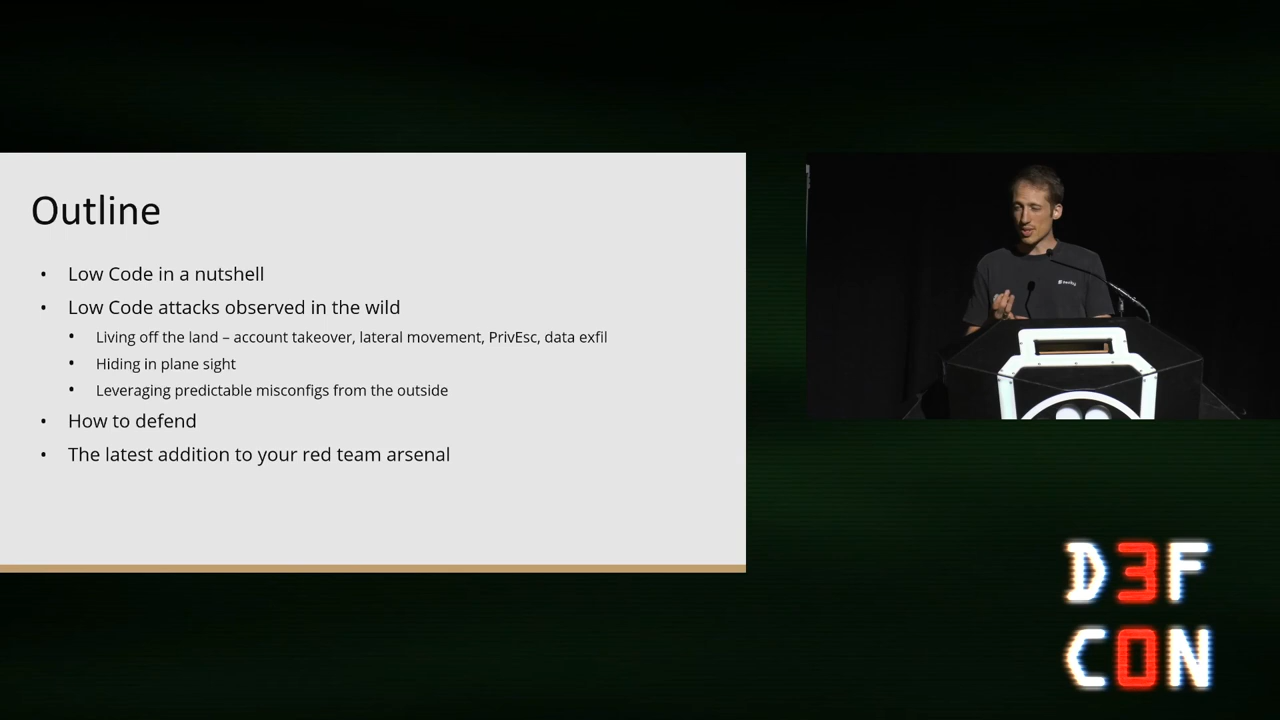 Outline
• Low Code in a nutshell
• Low Code attacks observed in the wild
• Living off the land – account takeover, lateral movement, PrivEsc, data exfil
• Hiding in plane sight
• Leveraging predictable misconfigs from the outside
• How to defend
• The latest addition to your red team arsenal
D3F
C0N